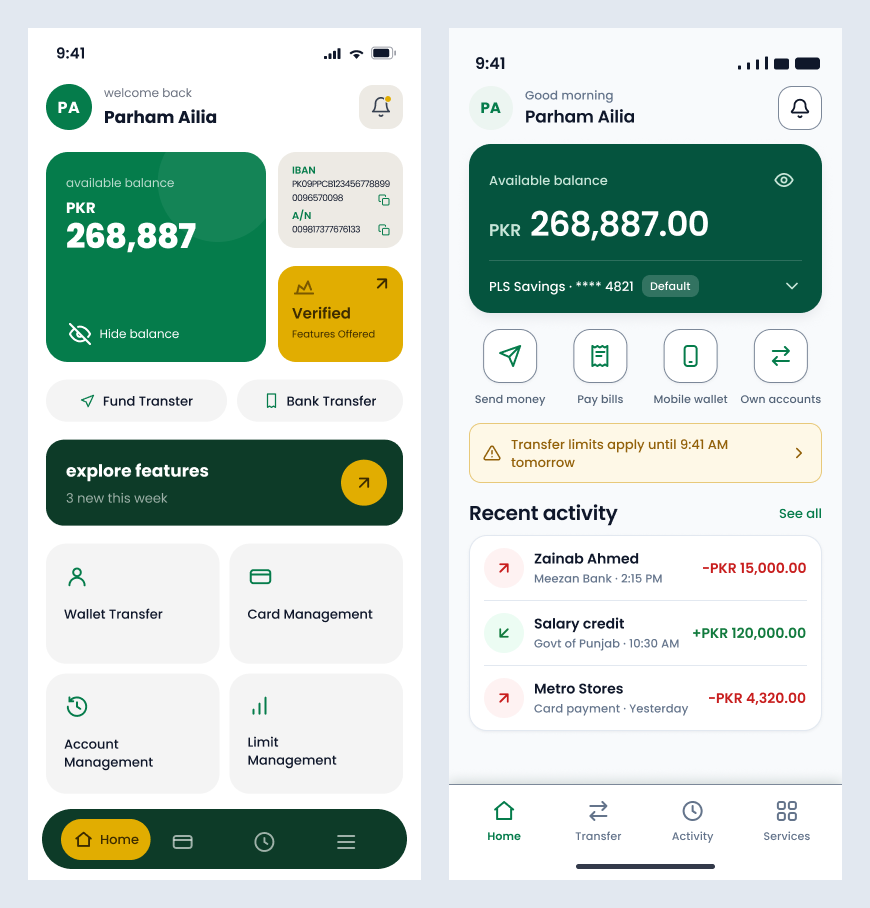 9:41
PA
welcome back
Parham Ailia
available balance
PKR
268,887
Hide balance
IBAN
PK09PPCB123456778899
0096570098
A/N
009817377676133
Verified
Features Offered
Fund Transter
Bank Transfer
explore features
3 new this week
Wallet Transfer
Card Management
Account
Management
Limit
Management
Home
9:41
PA
Good morning
Parham Ailia
Available balance
PKR 268,887.00
PLS Savings · **** 4821 Default
Send money
Pay bills
Mobile wallet
Own accounts
Transfer limits apply until 9:41 AM
tomorrow
Recent activity
See all
Zainab Ahmed
Meezan Bank · 2:15 PM
-PKR 15,000.00
Salary credit
Govt of Punjab · 10:30 AM
+PKR 120,000.00
Metro Stores
Card payment · Yesterday
-PKR 4,320.00
Home
Transfer
Activity
Services